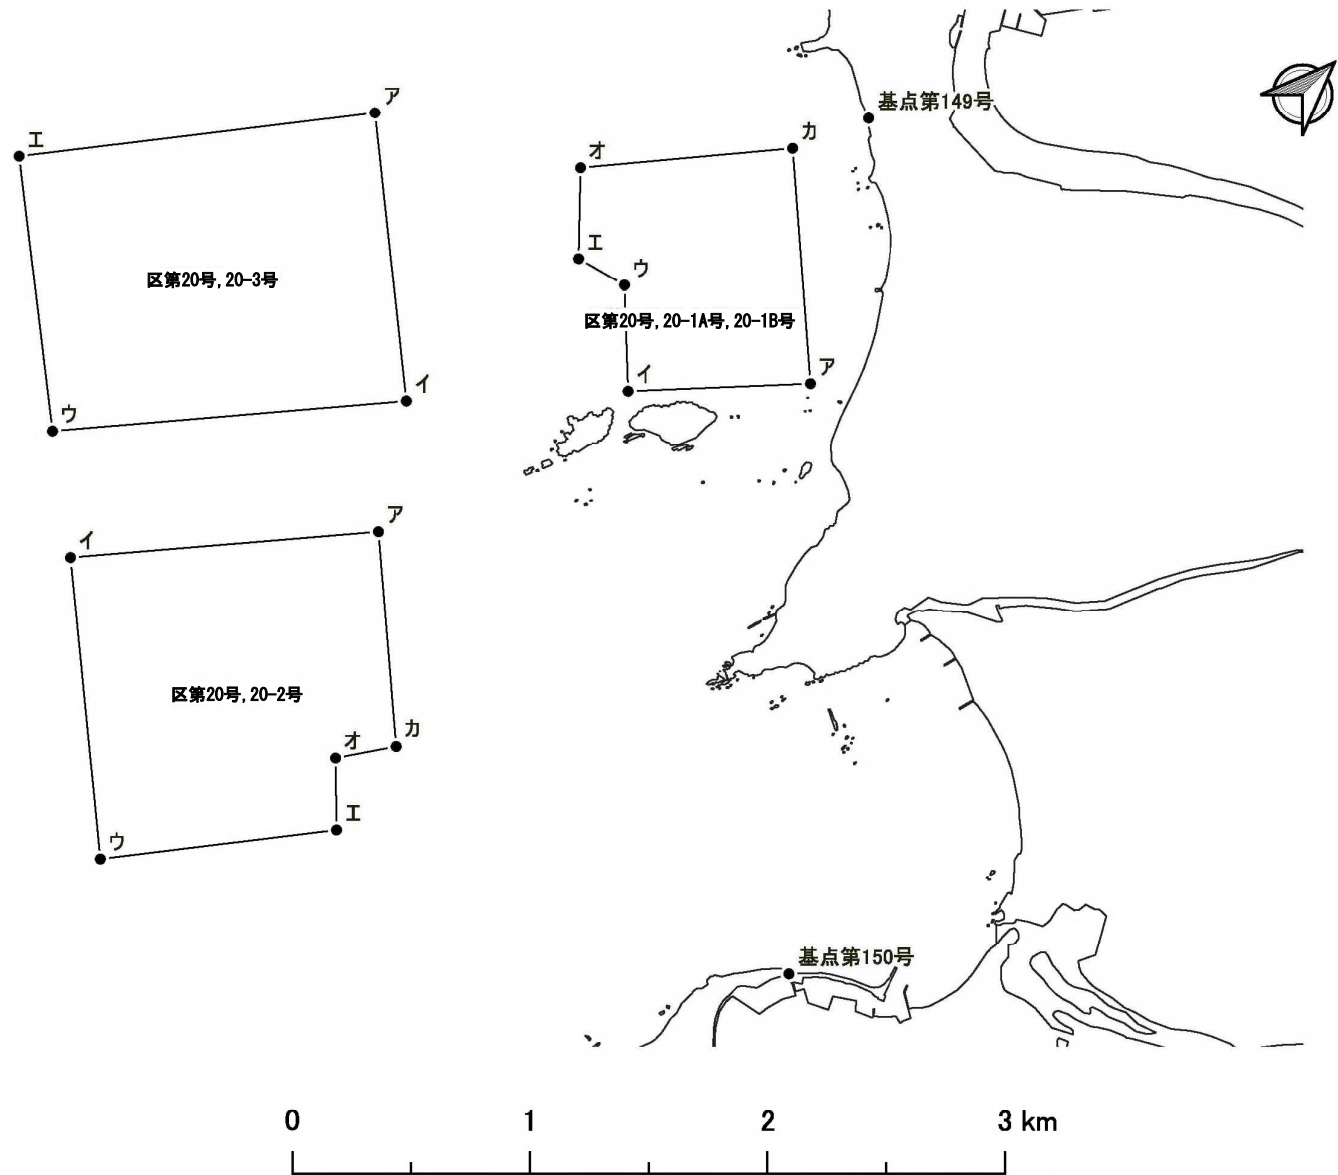 ア
エ
区第20号, 20-3号
イ
ウ
基点第149号
カ
オ
エ
ウ
区第20号, 20-1A号, 20-1B号
ア
イ
ア
イ
区第20号, 20-2号
カ
オ
エ
ウ
基点第150号
0 1 2 3 km